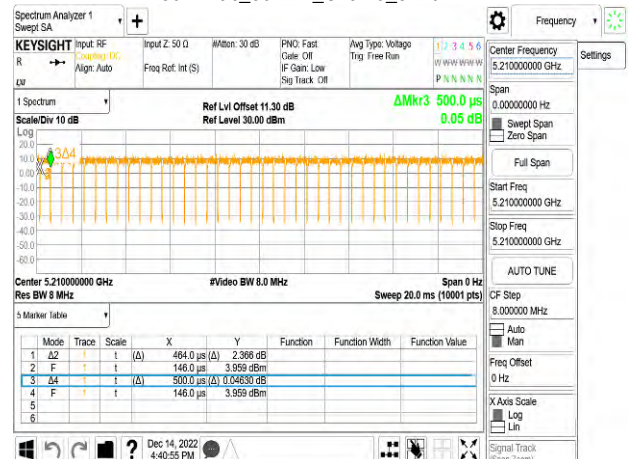 Spectrum Analyzer 1
Swept SA
Frequency
KEYSIGHT
R
Input: RF
Coupling: DC
Align: Auto
Input Z: 50 Ω
Freq Ref: Int (S)
#Atten: 30 dB
PNO: Fast
Gate: Off
IF Gain: Low
Sig Track: Off
Avg Type: Voltage
Trig: Free Run
1 2 3 4 5 6
W W W W W W
P N N N N N
Center Frequency
5.210000000 GHz
Settings
Span
0.00000000 Hz
Swept Span
Zero Span
Full Span
Start Freq
5.210000000 GHz
Stop Freq
5.210000000 GHz
AUTO TUNE
CF Step
8.000000 MHz
Auto
Man
Freq Offset
0 Hz
X Axis Scale
Log
Lin
Signal Track
(Span Zoom)
1 Spectrum
Scale/Div 10 dB
Ref Lvl Offset 11.30 dB
Ref Level 30.00 dBm
ΔMkr3 500.0 µs
0.05 dB
Log
20.0
10.0
0.00
-10.0
-20.0
-30.0
-40.0
-50.0
-60.0
3Δ4
Center 5.210000000 GHz
Res BW 8 MHz
#Video BW 8.0 MHz
Span 0 Hz
Sweep 20.0 ms (10001 pts)
5 Marker Table
Mode Trace Scale X Y Function Function Width Function Value
1 Δ2 1 t (Δ) 464.0 µs (Δ) 2.366 dB
2 F 1 t 146.0 µs 3.959 dBm
3 Δ4 1 t (Δ) 500.0 µs (Δ) 0.04630 dB
4 F 1 t 146.0 µs 3.959 dBm
5
6
?
Dec 14, 2022
4:40:55 PM